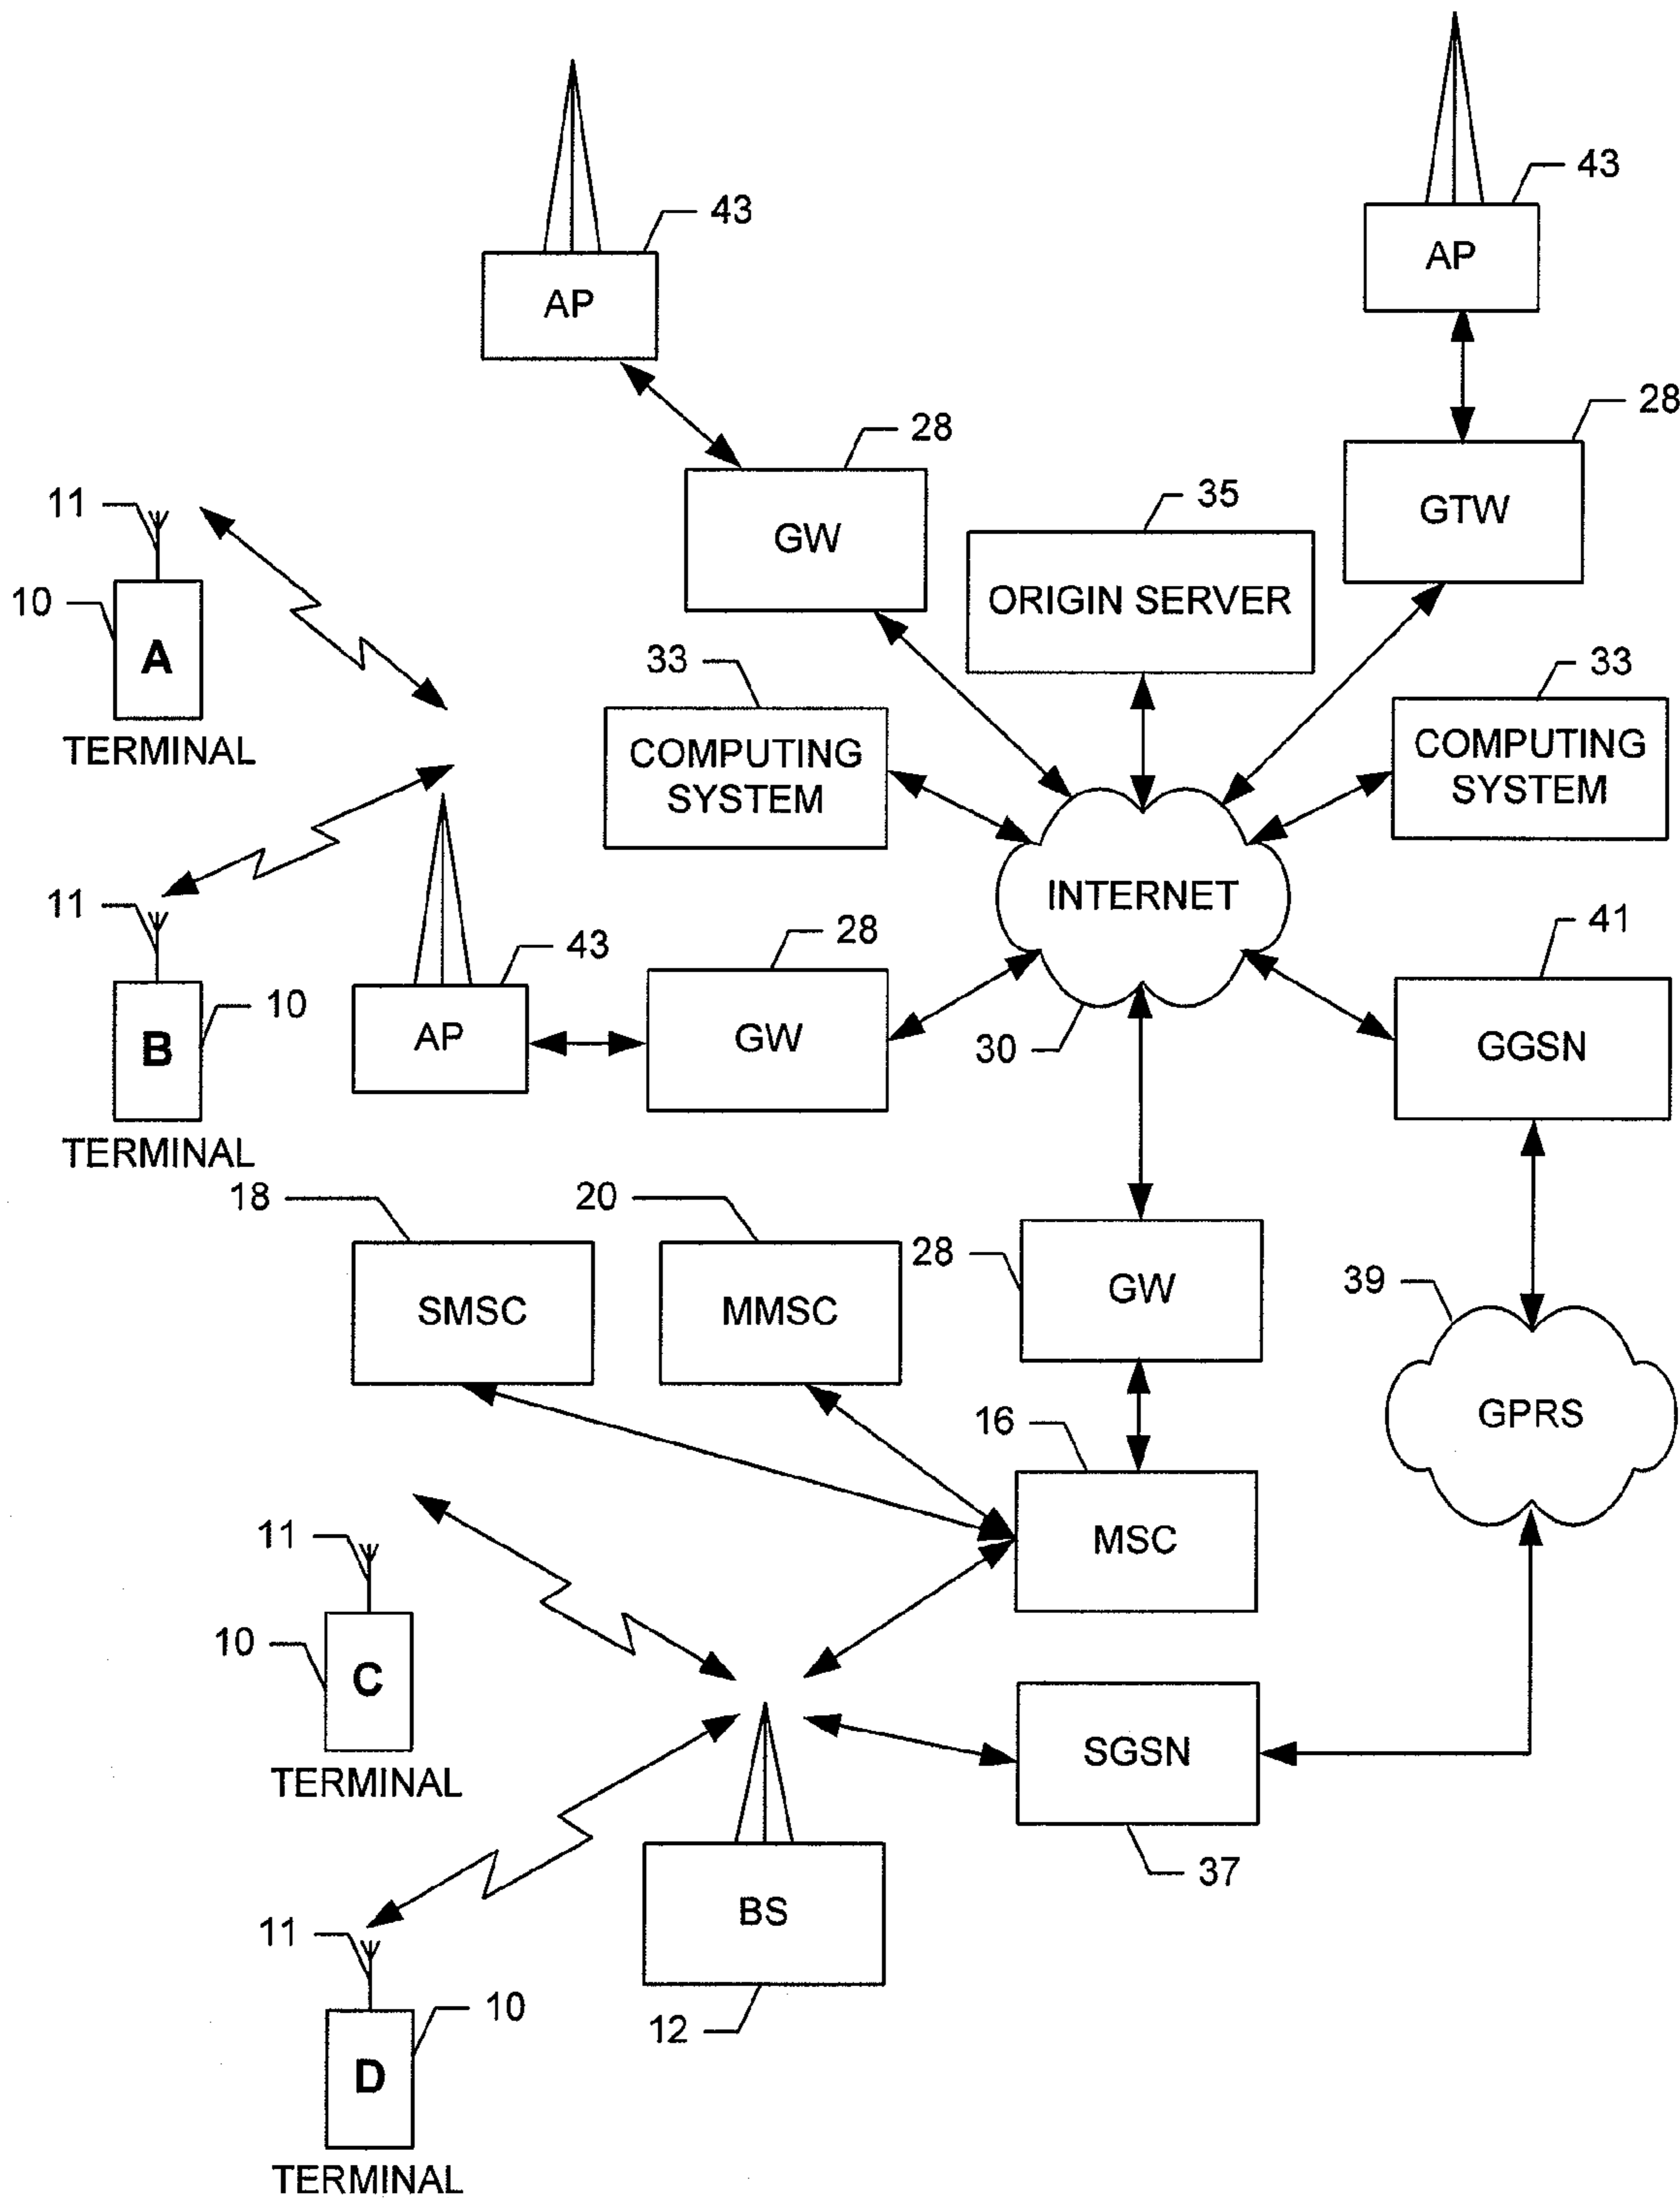 43
AP
43
AP
28
GW
28
GTW
11
10
A
TERMINAL
35
ORIGIN SERVER
33
COMPUTING
SYSTEM
33
COMPUTING
SYSTEM
INTERNET
30
11
10
B
TERMINAL
43
AP
28
GW
41
GGSN
18
SMSC
20
MMSC
28
GW
39
GPRS
16
MSC
11
10
C
TERMINAL
SGSN
37
BS
12
11
10
D
TERMINAL